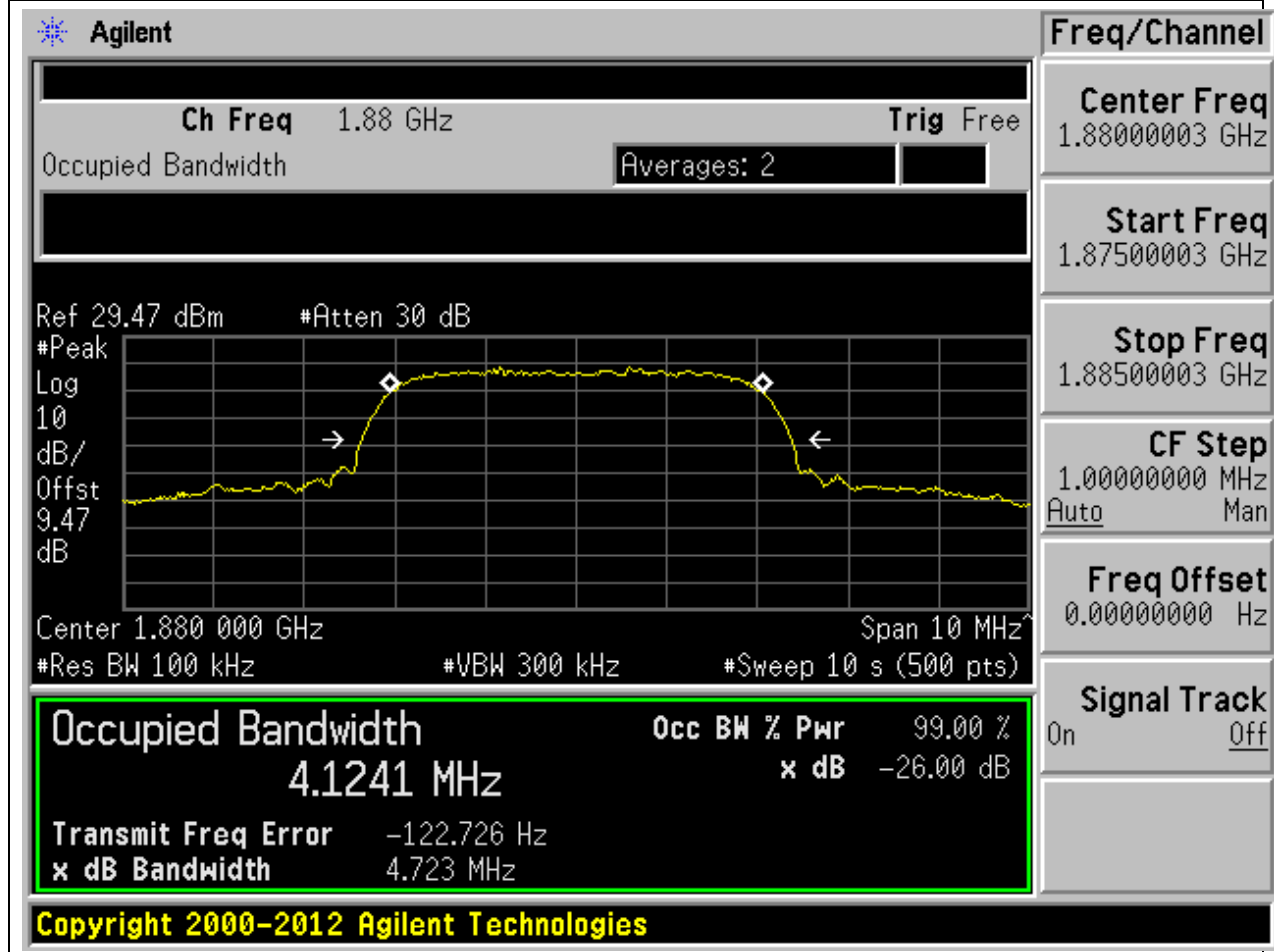 Agilent
Freq/Channel
Ch Freq 1.88 GHz Trig Free
Occupied Bandwidth Averages: 2
Center Freq
1.88000003 GHz
Start Freq
1.87500003 GHz
Stop Freq
1.88500003 GHz
CF Step
1.00000000 MHz
Auto Man
Freq Offset
0.00000000 Hz
Signal Track
On Off
Ref 29.47 dBm #Atten 30 dB
#Peak
Log
10
dB/
Offst
9.47
dB
Center 1.880 000 GHz Span 10 MHz^
#Res BW 100 kHz #VBW 300 kHz #Sweep 10 s (500 pts)
Occupied Bandwidth
4.1241 MHz
Occ BW % Pwr 99.00 %
x dB -26.00 dB
Transmit Freq Error -122.726 Hz
x dB Bandwidth 4.723 MHz
Copyright 2000-2012 Agilent Technologies